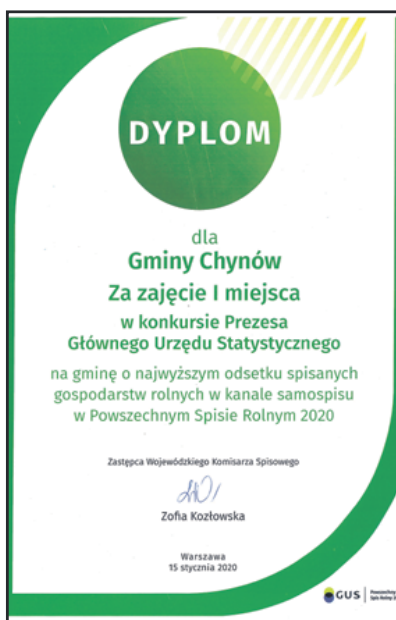 DYPLOM
dla
Gminy Chynów
Za zajęcie I miejsca
w konkursie Prezesa
Głównego Urzędu Statystycznego
na gminę o najwyższym odsetku spisanych
gospodarstw rolnych w kanale samospisu
w Powszechnym Spisie Rolnym 2020
Zastępca Wojewódzkiego Komisarza Spisowego
Zofia Kozłowska
Warszawa
15 stycznia 2020
GUS